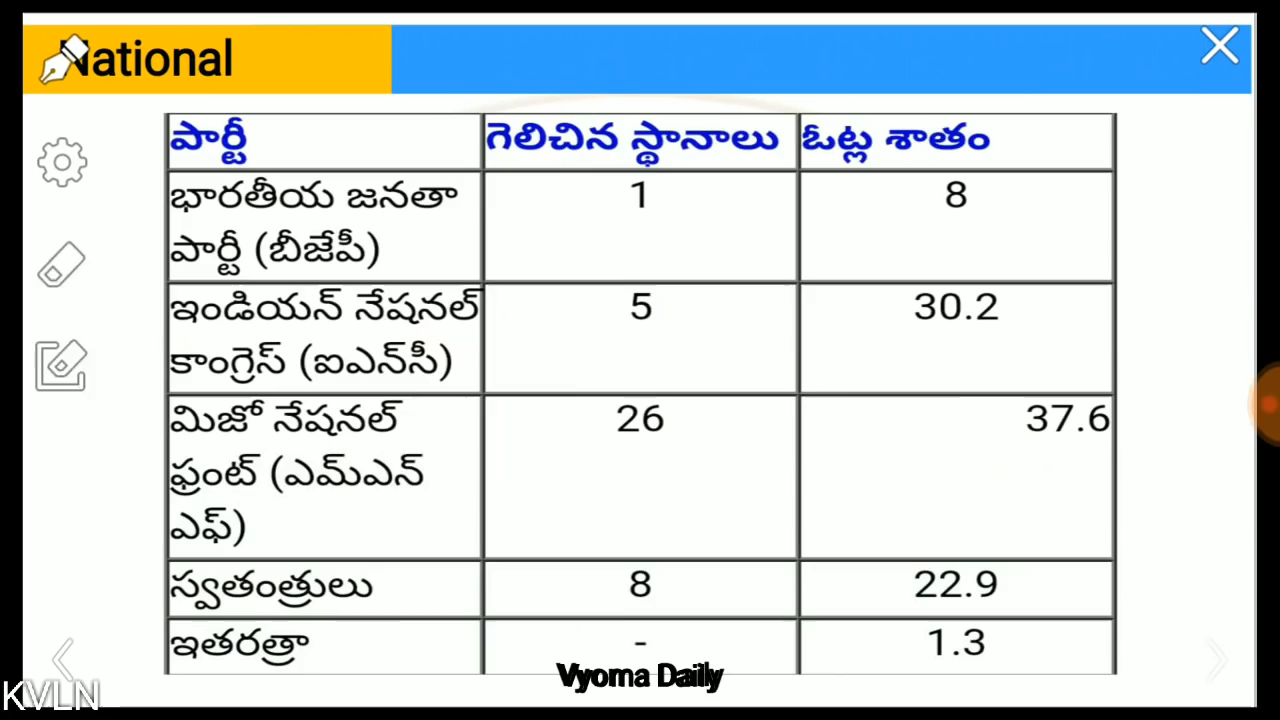 National
పార్టీ గెలిచిన స్థానాలు ఓట్ల శాతం
భారతీయ జనతా 1 8
పార్టీ (బీజేపీ)
ఇండియన్ నేషనల్ 5 30.2
కాంగ్రెస్ (ఐఎన్‌సీ)
మిజో నేషనల్ 26 37.6
ఫ్రంట్ (ఎమ్ఎన్
ఎఫ్)
స్వతంత్రులు 8 22.9
ఇతరత్రా - 1.3
Vyoma Daily
KVLN